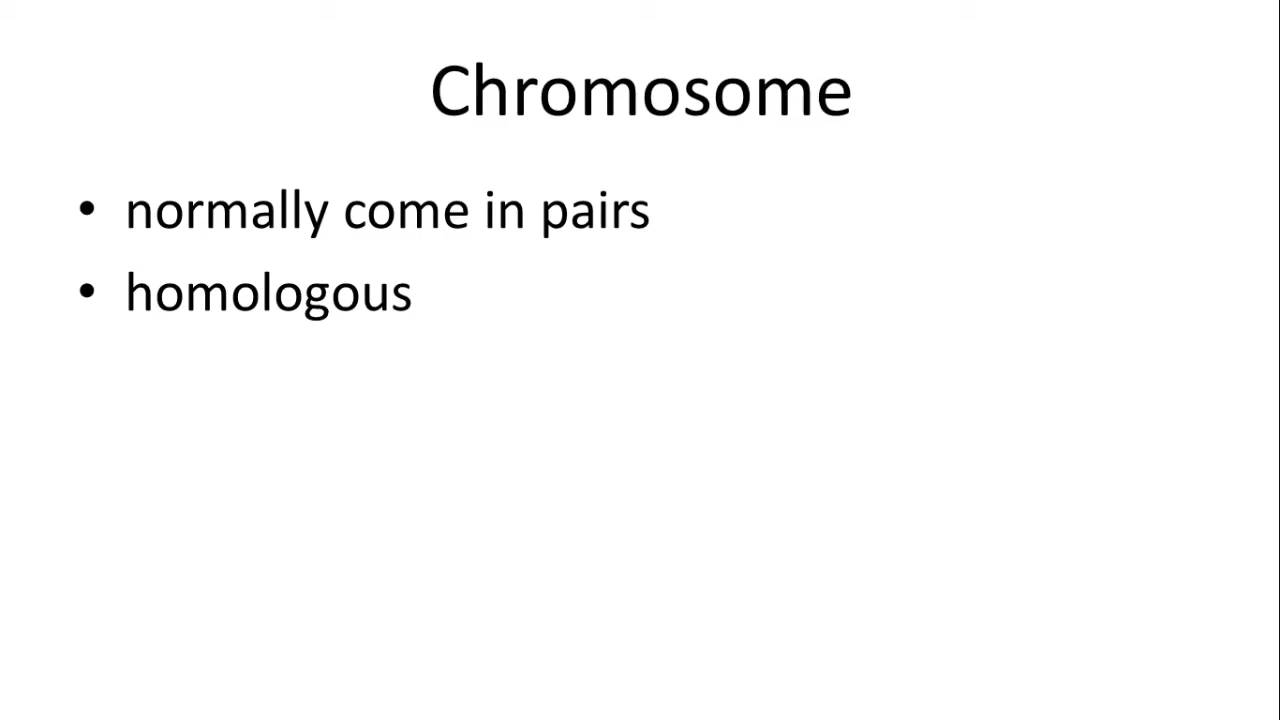 Chromosome
• normally come in pairs
• homologous